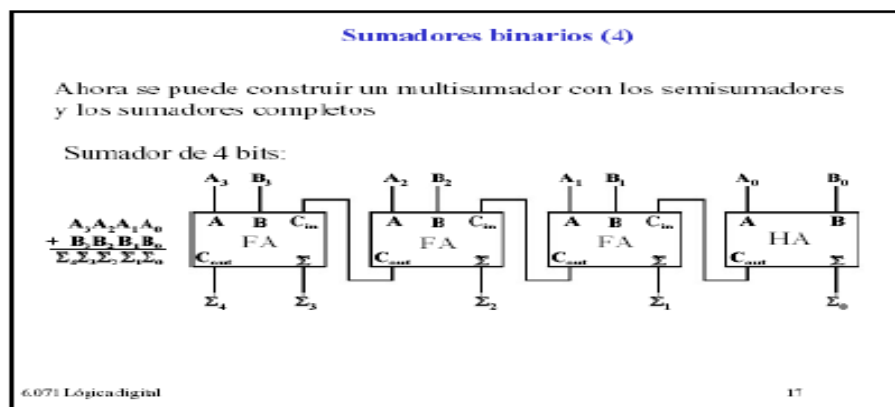 Sumadores binarios (4)
Ahora se puede construir un multisumador con los semisumadores
y los sumadores completos
Sumador de 4 bits:
A₃ B₃ A₂ B₂ A₁ B₁ A₀ B₀
A B Cin A B Cin A B Cin A B
FA FA FA HA
Cout Σ Cout Σ Cout Σ Cout Σ
A₃A₂A₁A₀
+ B₃B₂B₁B₀
Σ₄Σ₃Σ₂Σ₁Σ₀
Σ₄ Σ₃ Σ₂ Σ₁ Σ₀
6.071 Lógica digital 17